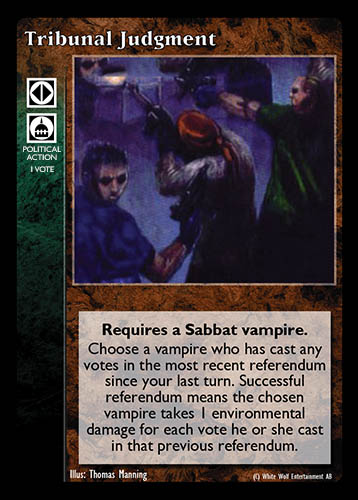 Tribunal Judgment
POLITICAL
ACTION
1 VOTE
Requires a Sabbat vampire.
Choose a vampire who has cast any
votes in the most recent referendum
since your last turn. Successful
referendum means the chosen
vampire takes 1 environmental
damage for each vote he or she cast
in that previous referendum.
Illus: Thomas Manning
(C) White Wolf Entertainment AB